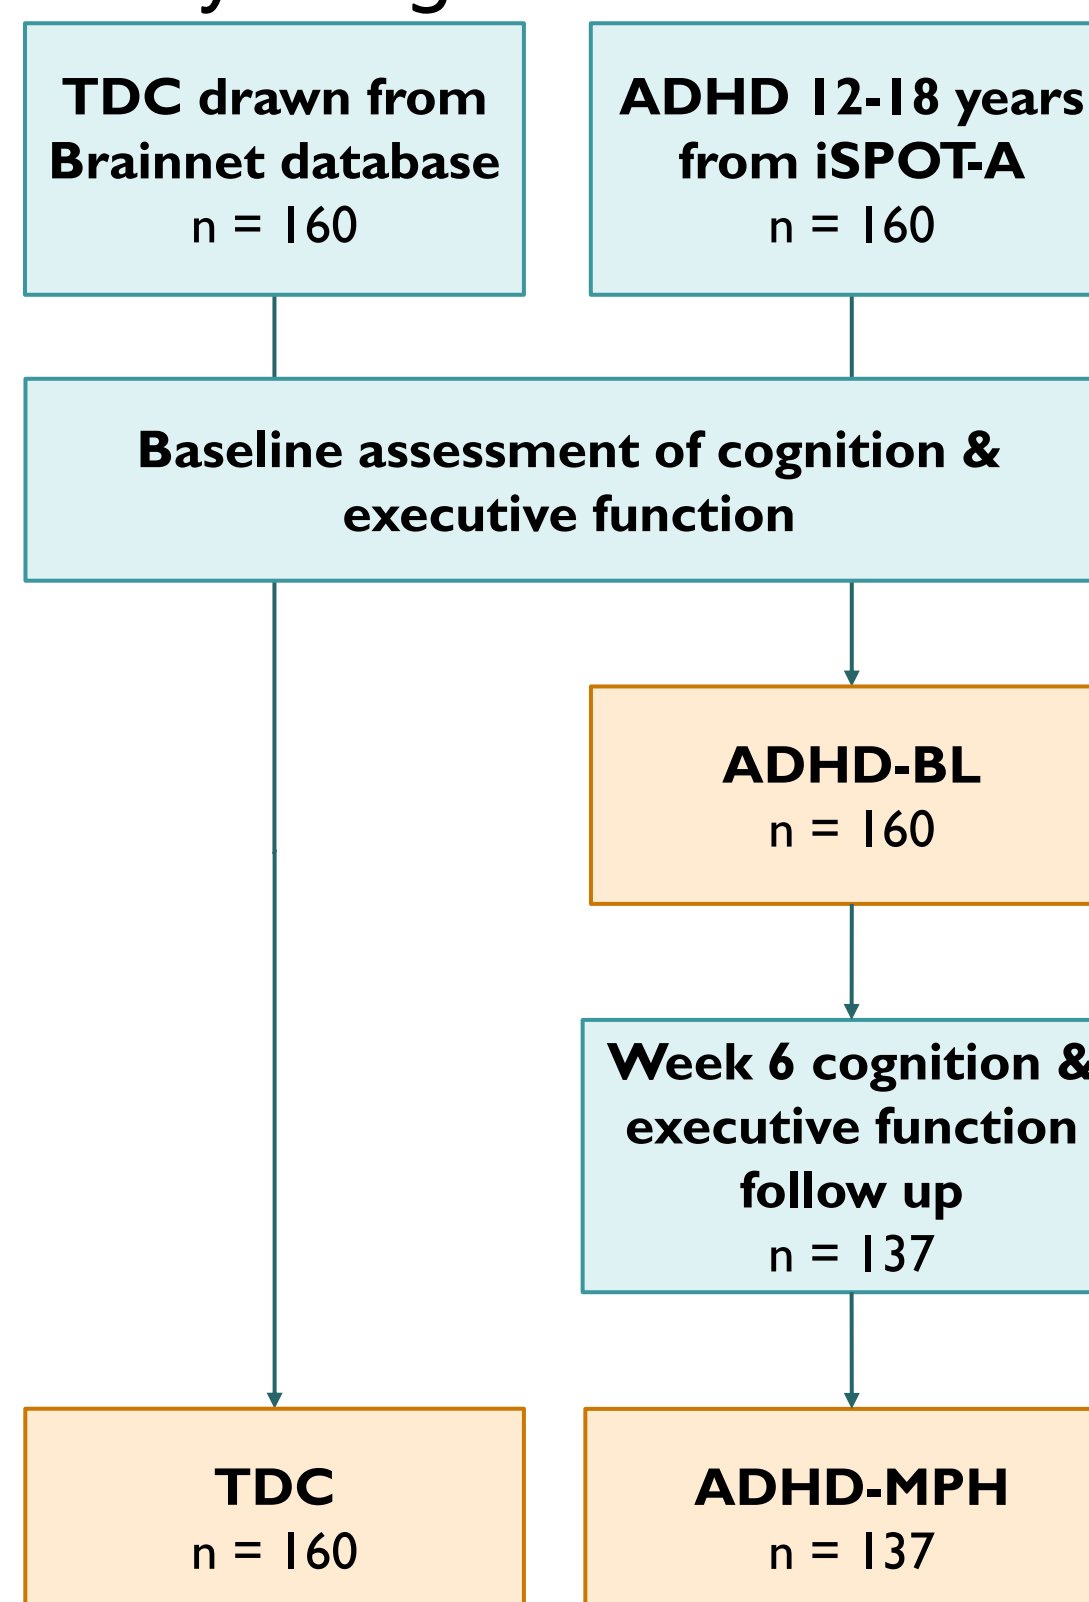 TDC drawn from
Brainnet database
n = 160
ADHD 12-18 years
from iSPOT-A
n = 160
Baseline assessment of cognition &
executive function
ADHD-BL
n = 160
Week 6 cognition &
executive function
follow up
n = 137
TDC
n = 160
ADHD-MPH
n = 137